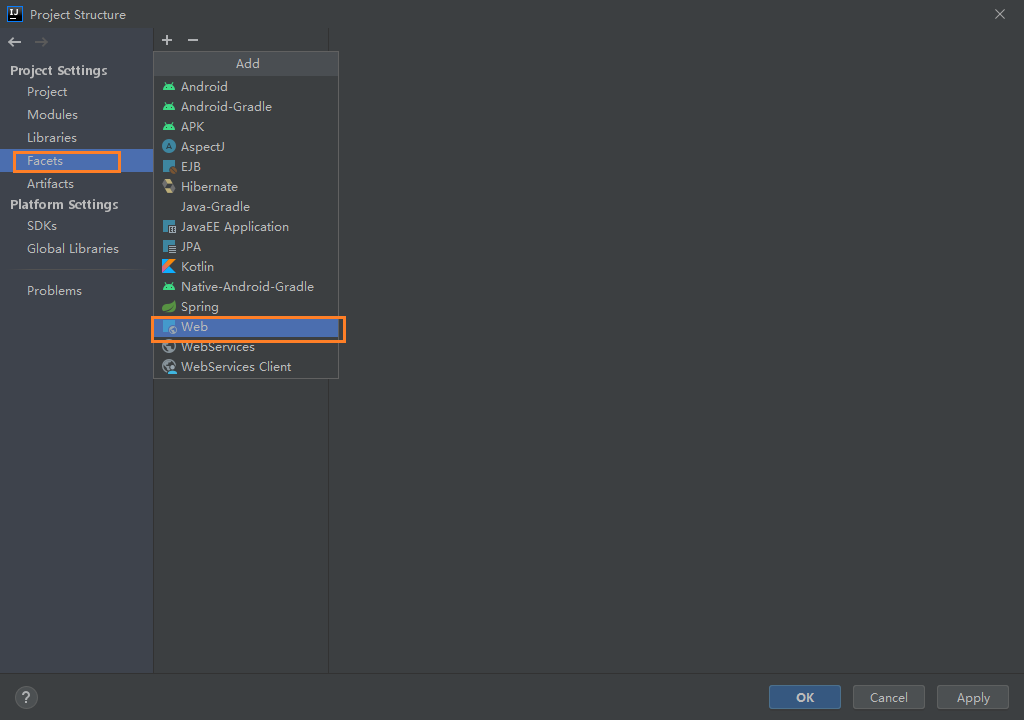 Project Structure
Project Settings
Project
Modules
Libraries
Facets
Artifacts
Platform Settings
SDKs
Global Libraries
Problems
Add
Android
Android-Gradle
APK
AspectJ
EJB
Hibernate
Java-Gradle
JavaEE Application
JPA
Kotlin
Native-Android-Gradle
Spring
Web
WebServices
WebServices Client
?
OK
Cancel
Apply